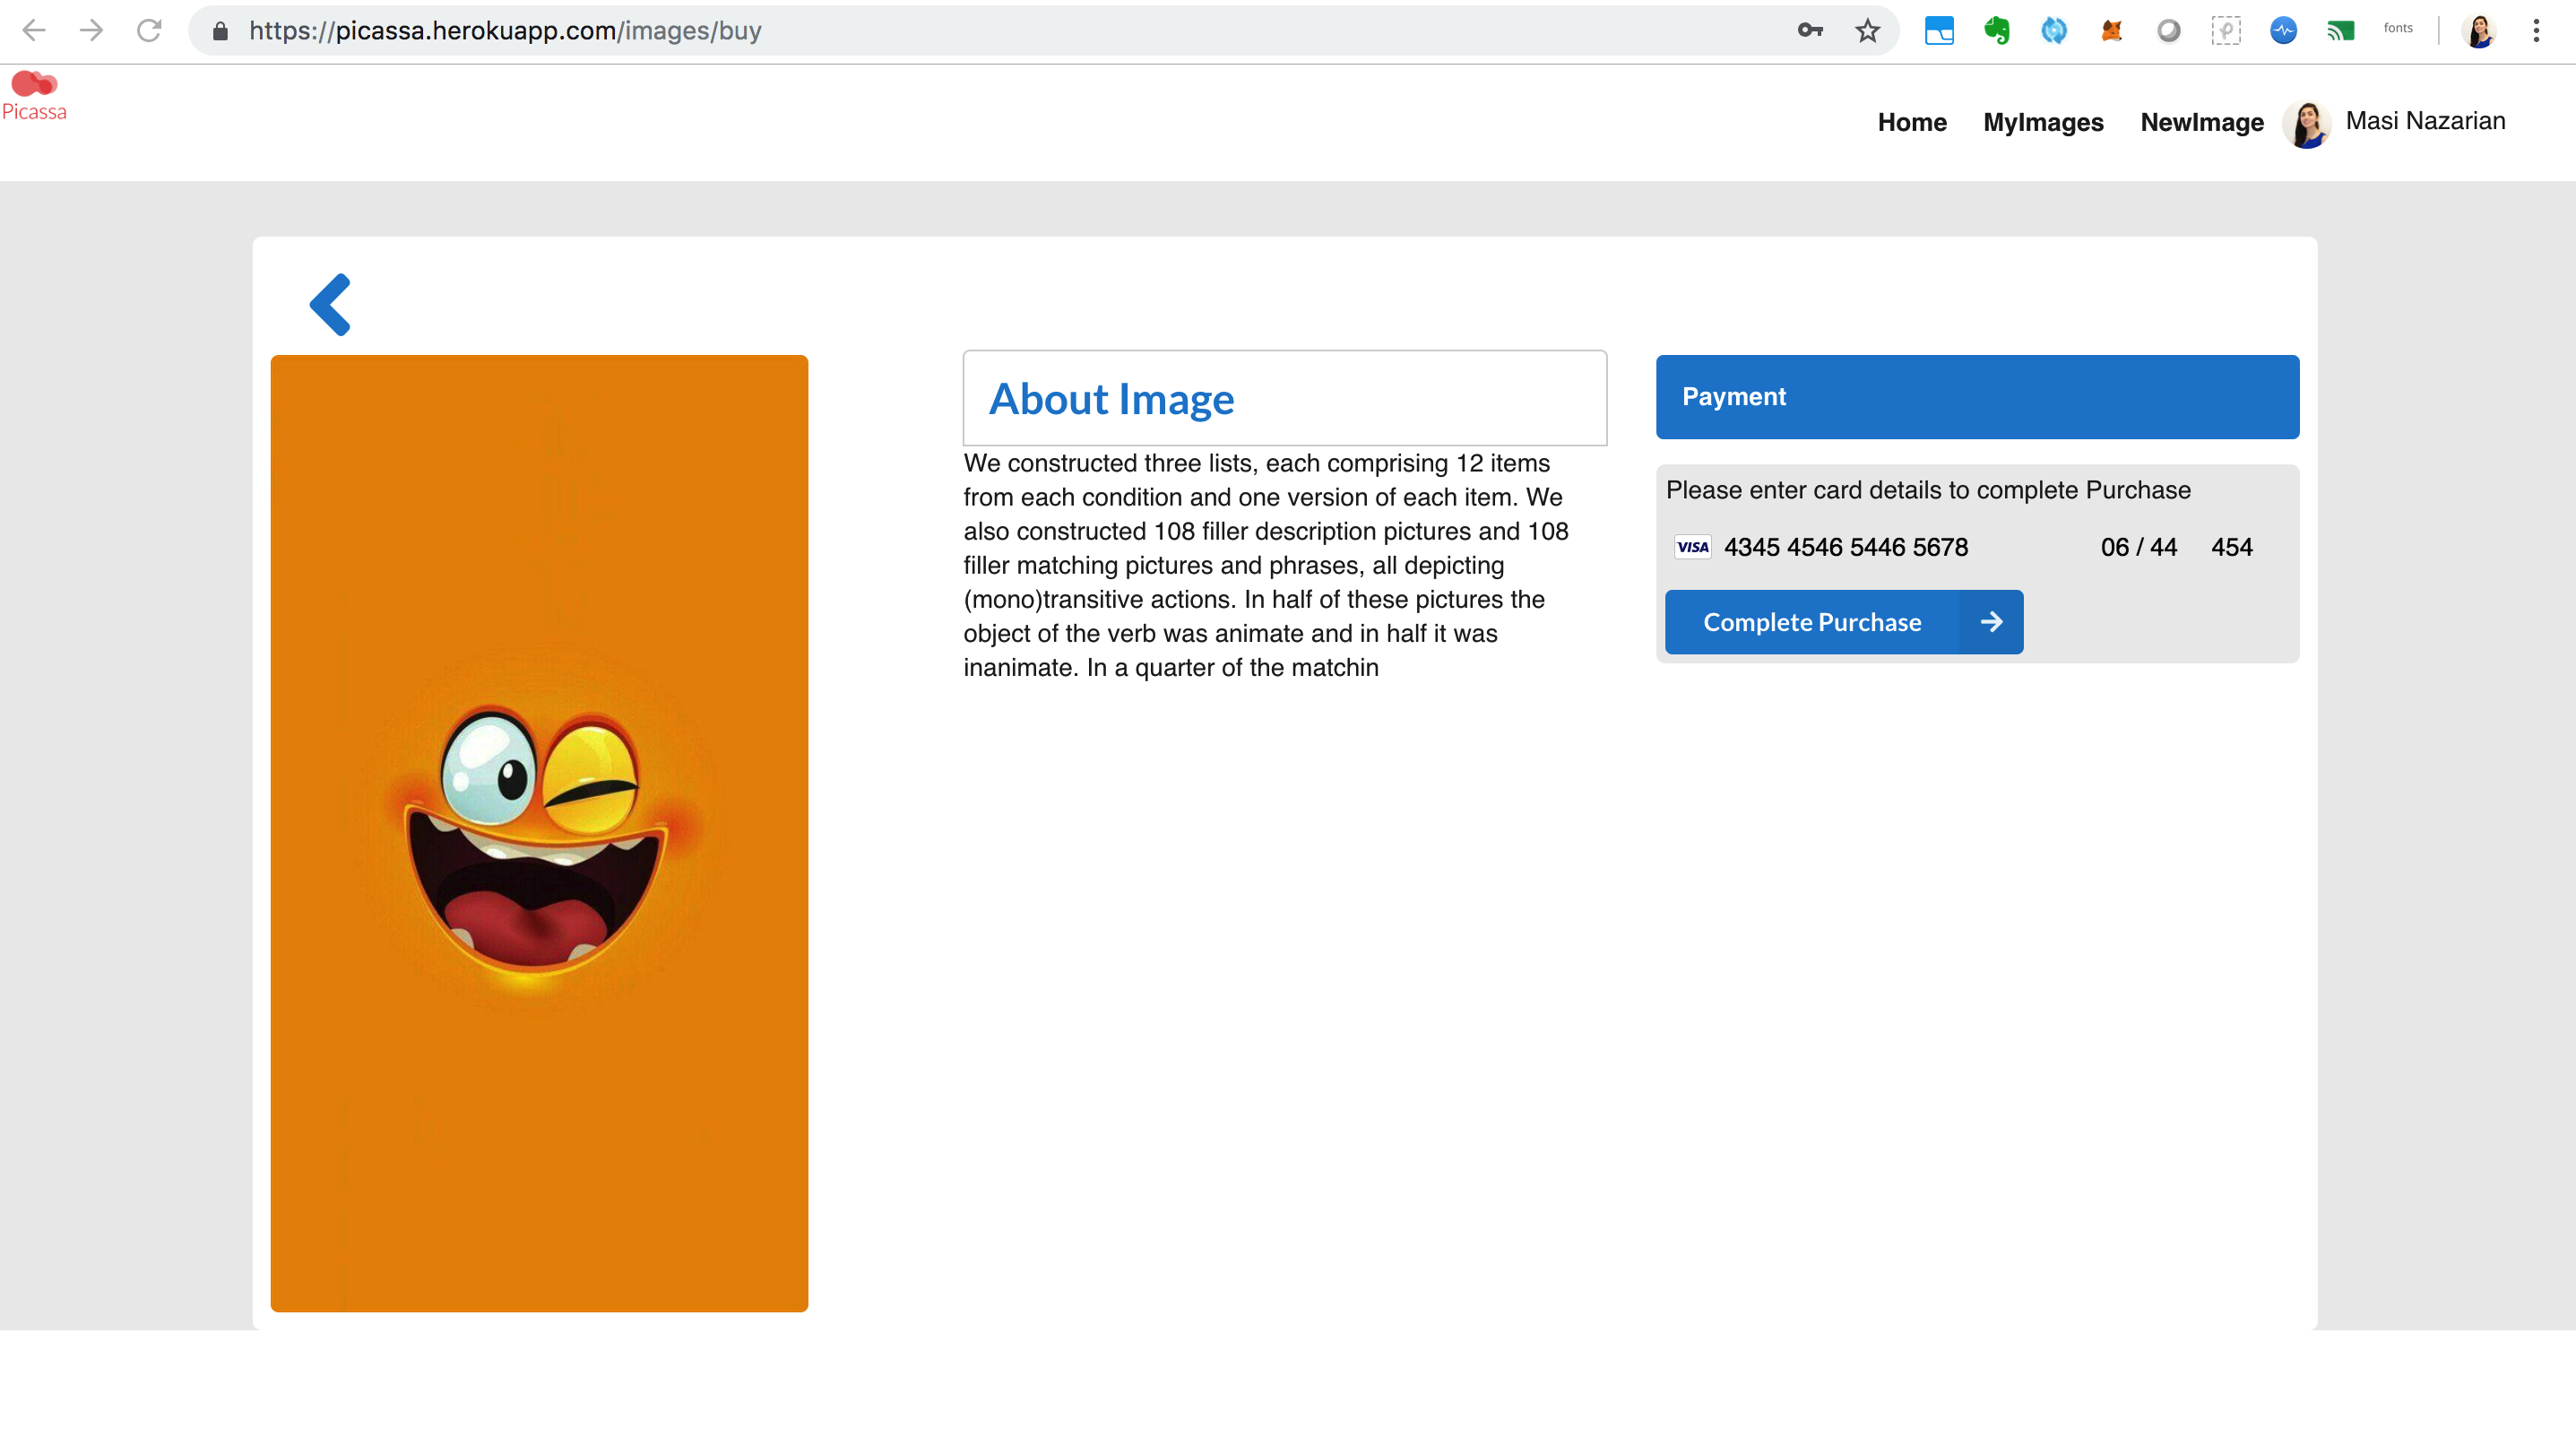 https://picassa.herokuapp.com/images/buy
fonts
Picassa
Home MyImages NewImage Masi Nazarian
About Image
We constructed three lists, each comprising 12 items
from each condition and one version of each item. We
also constructed 108 filler description pictures and 108
filler matching pictures and phrases, all depicting
(mono)transitive actions. In half of these pictures the
object of the verb was animate and in half it was
inanimate. In a quarter of the matchin
Payment
Please enter card details to complete Purchase
VISA 4345 4546 5446 5678 06 / 44 454
Complete Purchase